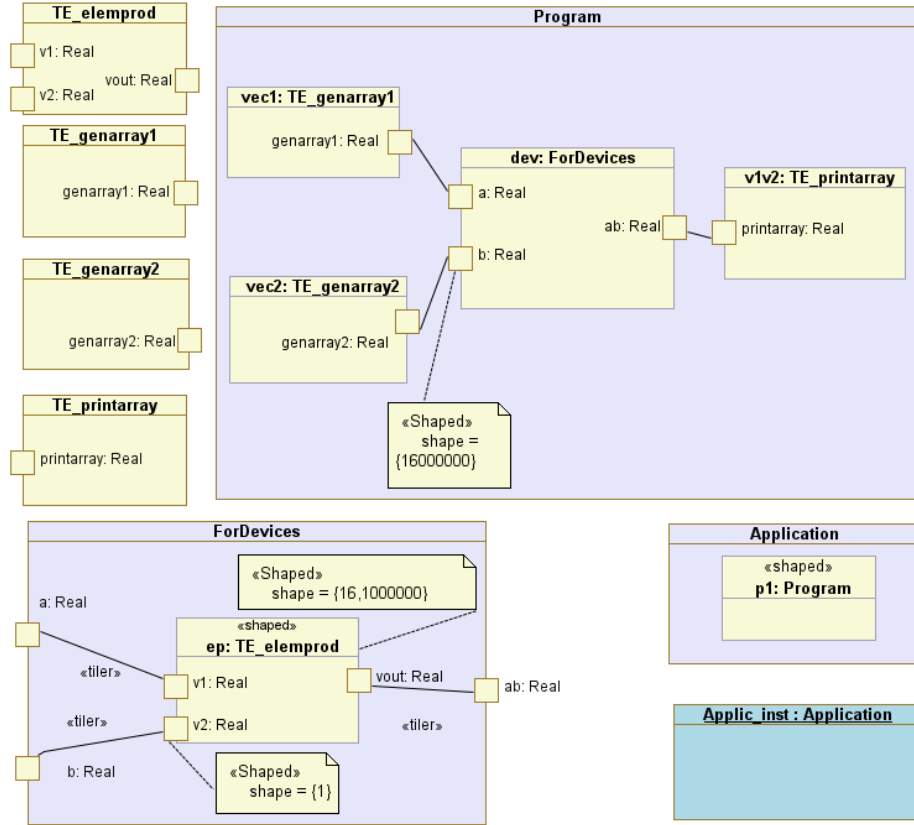 TE_elemprod
v1: Real
vout: Real
v2: Real
TE_genarray1
genarray1: Real
TE_genarray2
genarray2: Real
TE_printarray
printarray: Real
Program
vec1: TE_genarray1
genarray1: Real
dev: ForDevices
a: Real
ab: Real
b: Real
v1v2: TE_printarray
printarray: Real
vec2: TE_genarray2
genarray2: Real
«Shaped»
shape =
{16000000}
ForDevices
«Shaped»
shape = {16,1000000}
a: Real
«shaped»
ep: TE_elemprod
«tiler»
v1: Real
vout: Real
ab: Real
«tiler»
v2: Real
«tiler»
b: Real
«Shaped»
shape = {1}
Application
«shaped»
p1: Program
Applic_inst : Application